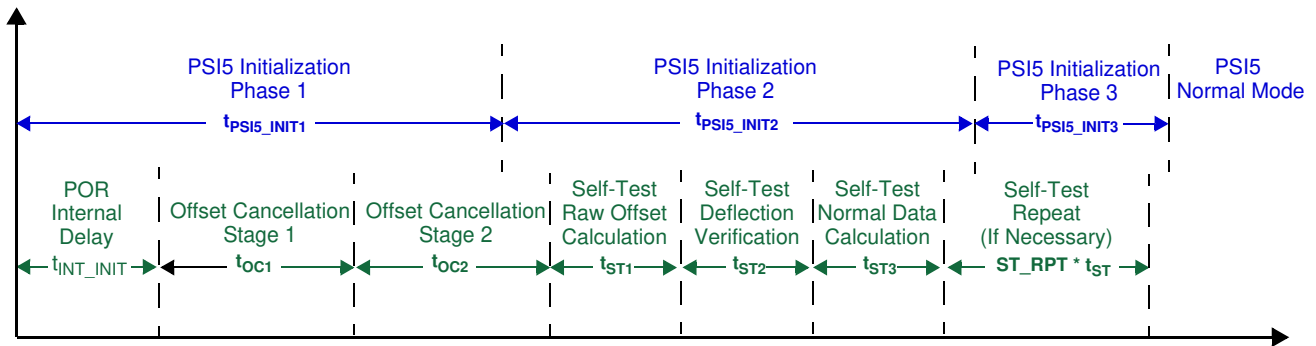 PSI5 Initialization
Phase 1
tPSI5_INIT1
PSI5 Initialization
Phase 2
tPSI5_INIT2
PSI5 Initialization
Phase 3
tPSI5_INIT3
PSI5
Normal Mode
POR
Internal
Delay
tINT_INIT
Offset Cancellation
Stage 1
tOC1
Offset Cancellation
Stage 2
tOC2
Self-Test
Raw Offset
Calculation
tST1
Self-Test
Deflection
Verification
tST2
Self-Test
Normal Data
Calculation
tST3
Self-Test
Repeat
(If Necessary)
ST_RPT * tST